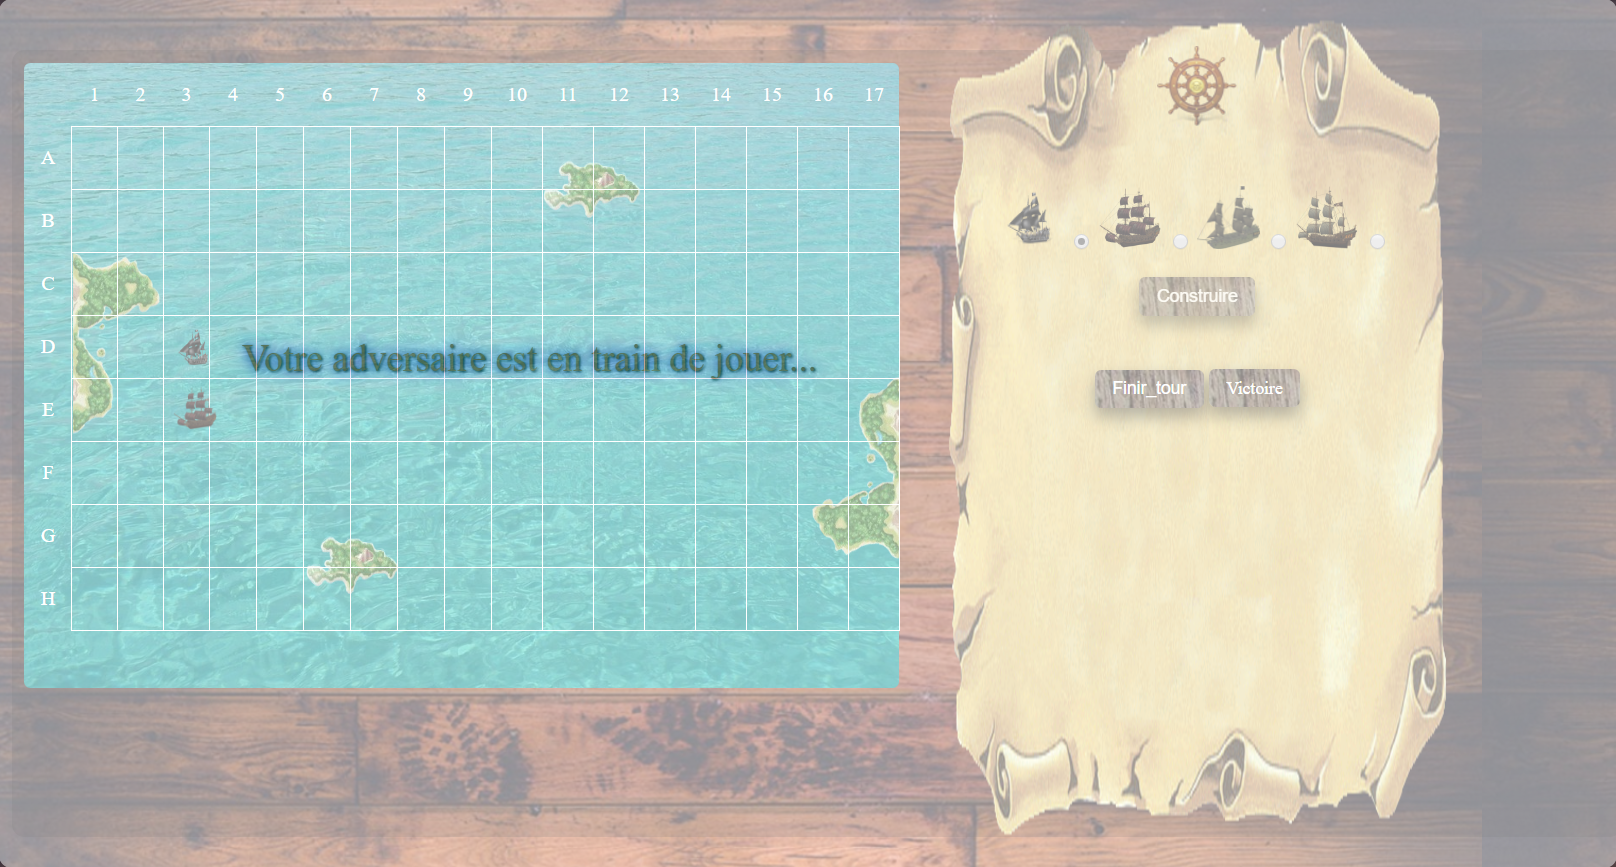 1 2 3 4 5 6 7 8 9 10 11 12 13 14 15 16 17
A
B
C
D
Votre adversaire est en train de jouer...
E
F
G
H
Construire
Finir_tour Victoire